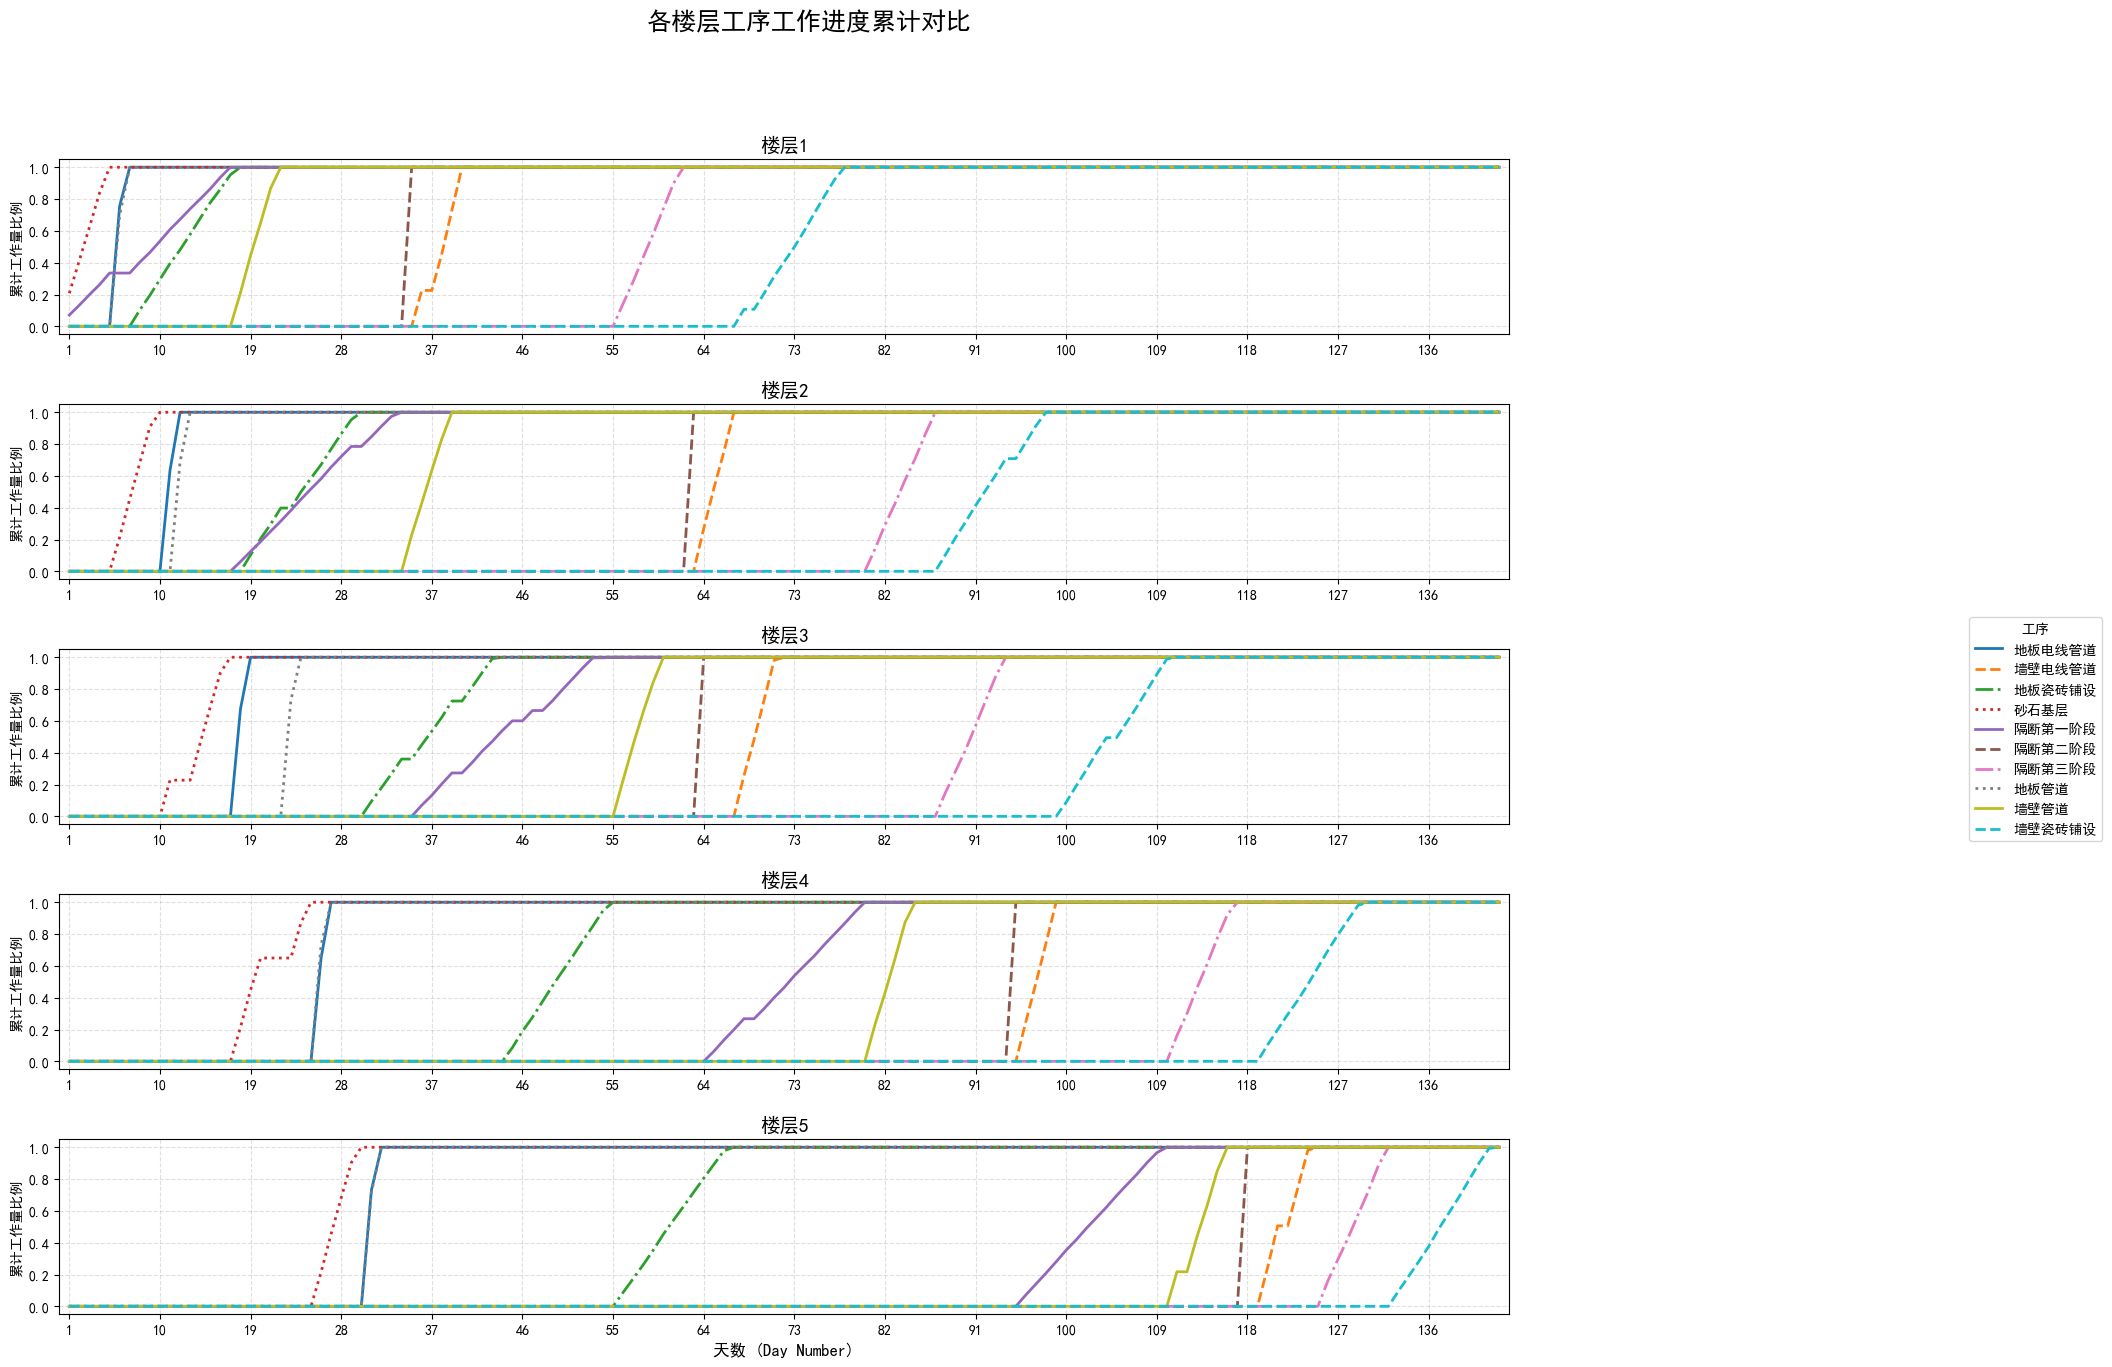 各楼层工序工作进度累计对比
楼层1
累计工作量比例
1.0
0.8
0.6
0.4
0.2
0.0
1 10 19 28 37 46 55 64 73 82 91 100 109 118 127 136
楼层2
累计工作量比例
1.0
0.8
0.6
0.4
0.2
0.0
1 10 19 28 37 46 55 64 73 82 91 100 109 118 127 136
楼层3
累计工作量比例
1.0
0.8
0.6
0.4
0.2
0.0
1 10 19 28 37 46 55 64 73 82 91 100 109 118 127 136
楼层4
累计工作量比例
1.0
0.8
0.6
0.4
0.2
0.0
1 10 19 28 37 46 55 64 73 82 91 100 109 118 127 136
楼层5
累计工作量比例
1.0
0.8
0.6
0.4
0.2
0.0
1 10 19 28 37 46 55 64 73 82 91 100 109 118 127 136
天数 (Day Number)
工序
地板电线管道
墙壁电线管道
地板瓷砖铺设
砂石基层
隔断第一阶段
隔断第二阶段
隔断第三阶段
地板管道
墙壁管道
墙壁瓷砖铺设